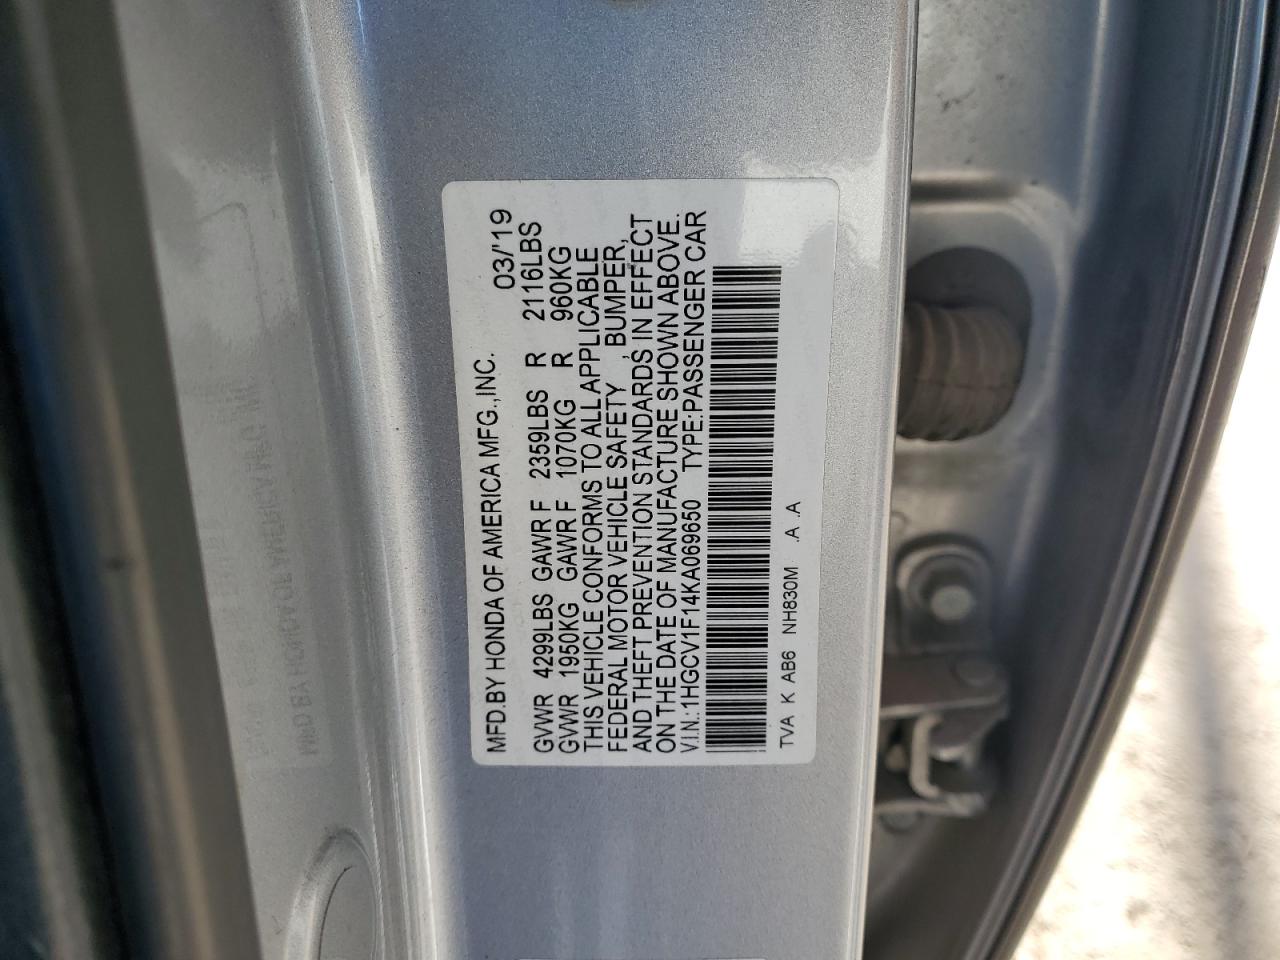 MFD.BY HONDA OF AMERICA MFG.,INC. 03/'19
GVWR 4299LBS GAWR F 2359LBS R 2116LBS
GVWR 1950KG GAWR F 1070KG R 960KG
THIS VEHICLE CONFORMS TO ALL APPLICABLE
FEDERAL MOTOR VEHICLE SAFETY , BUMPER,
AND THEFT PREVENTION STANDARDS IN EFFECT
ON THE DATE OF MANUFACTURE SHOWN ABOVE.
V.I.N.:1HGCV1F14KA069650 TYPE:PASSENGER CAR
TVA K AB6 NH830M .A .A